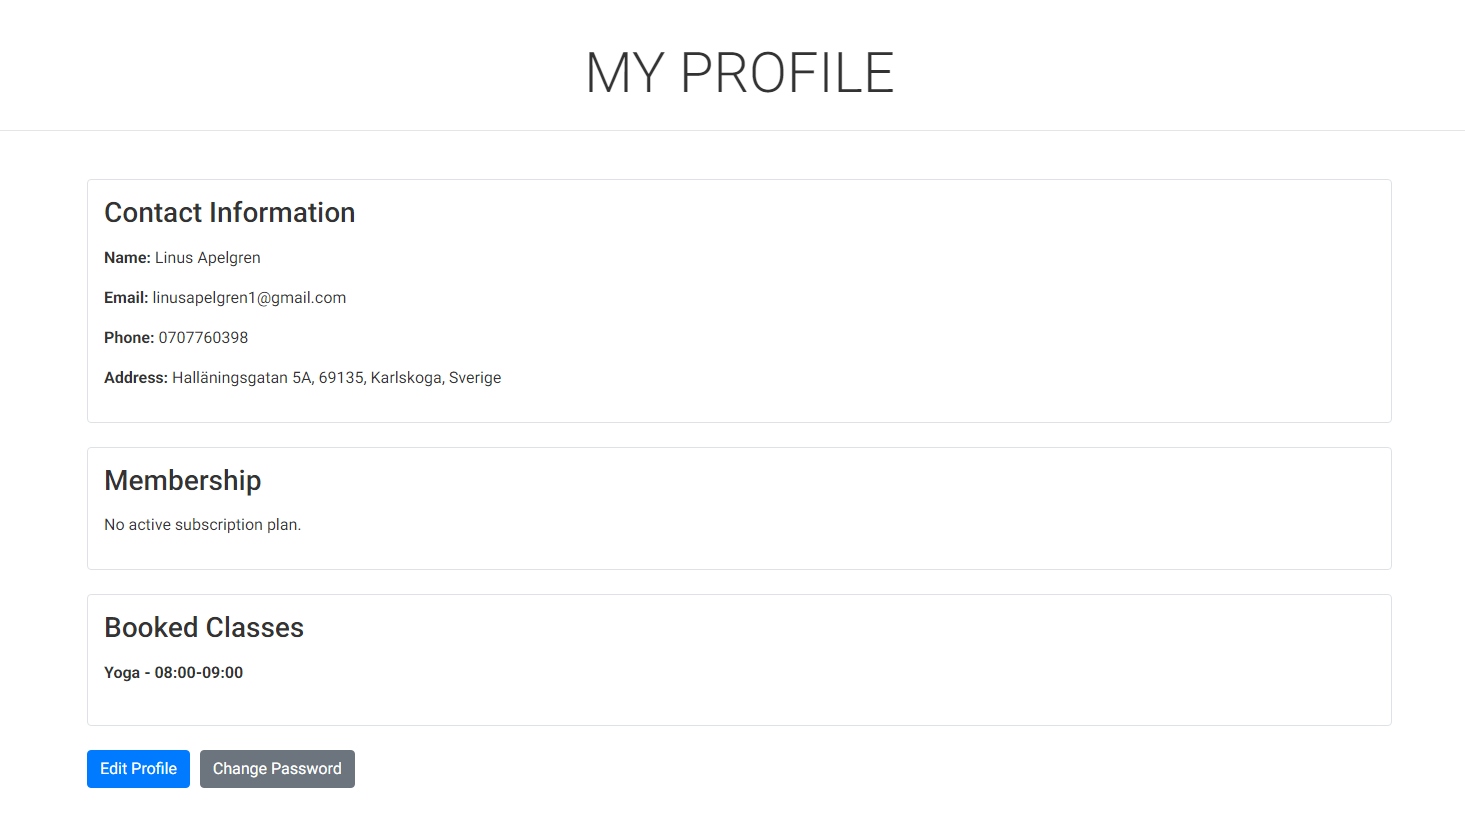 MY PROFILE
Contact Information
Name: Linus Apelgren
Email: linusapelgren1@gmail.com
Phone: 0707760398
Address: Halläningsgatan 5A, 69135, Karlskoga, Sverige
Membership
No active subscription plan.
Booked Classes
Yoga - 08:00-09:00
Edit Profile
Change Password